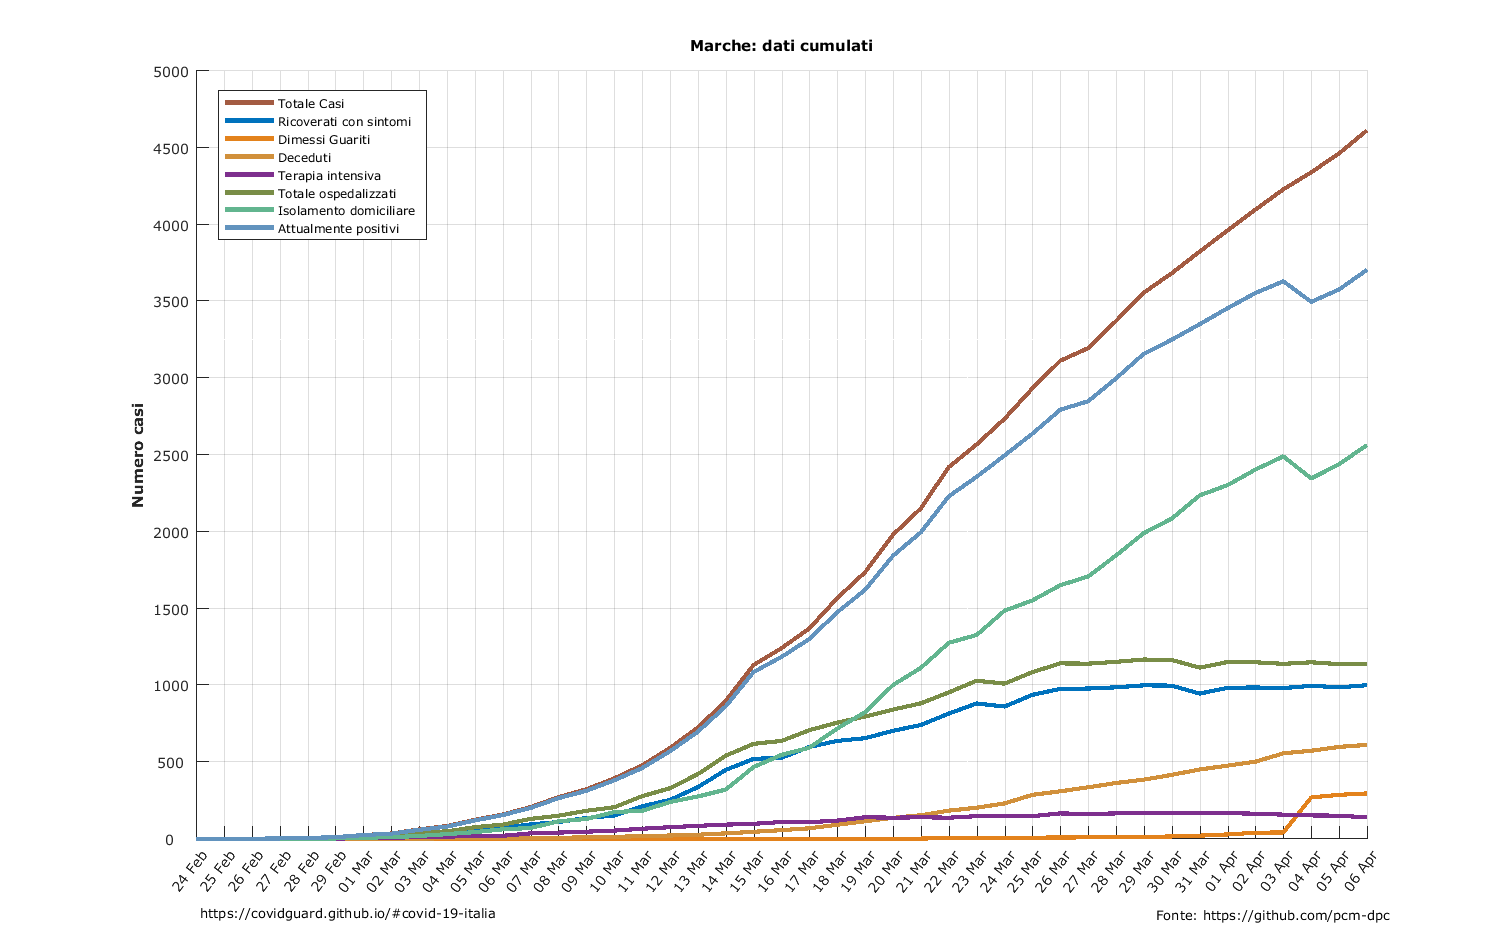 Marche: dati cumulati
5000
4500
4000
3500
3000
2500
2000
1500
1000
500
0
Numero casi
Totale Casi
Ricoverati con sintomi
Dimessi Guariti
Deceduti
Terapia intensiva
Totale ospedalizzati
Isolamento domiciliare
Attualmente positivi
24 Feb
25 Feb
26 Feb
27 Feb
28 Feb
29 Feb
01 Mar
02 Mar
03 Mar
04 Mar
05 Mar
06 Mar
07 Mar
08 Mar
09 Mar
10 Mar
11 Mar
12 Mar
13 Mar
14 Mar
15 Mar
16 Mar
17 Mar
18 Mar
19 Mar
20 Mar
21 Mar
22 Mar
23 Mar
24 Mar
25 Mar
26 Mar
27 Mar
28 Mar
29 Mar
30 Mar
31 Mar
01 Apr
02 Apr
03 Apr
04 Apr
05 Apr
06 Apr
https://covidguard.github.io/#covid-19-italia
Fonte: https://github.com/pcm-dpc